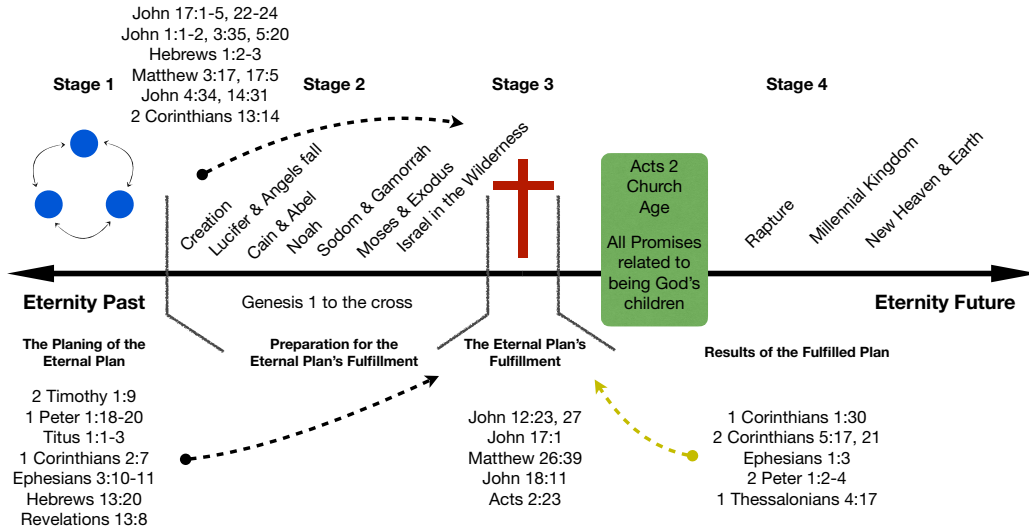 John 17:1-5, 22-24
John 1:1-2, 3:35, 5:20
Hebrews 1:2-3
Matthew 3:17, 17:5
John 4:34, 14:31
2 Corinthians 13:14
Stage 1
Stage 2
Stage 3
Stage 4
Creation
Lucifer & Angels fall
Cain & Abel
Noah
Sodom & Gamorrah
Moses & Exodus
Israel in the Wilderness
Acts 2
Church
Age
All Promises
related to
being God's
children
Rapture
Millennial Kingdom
New Heaven & Earth
Eternity Past
Genesis 1 to the cross
Eternity Future
The Planing of the
Eternal Plan
Preparation for the
Eternal Plan's Fulfillment
The Eternal Plan's
Fulfillment
Results of the Fulfilled Plan
2 Timothy 1:9
1 Peter 1:18-20
Titus 1:1-3
1 Corinthians 2:7
Ephesians 3:10-11
Hebrews 13:20
Revelations 13:8
John 12:23, 27
John 17:1
Matthew 26:39
John 18:11
Acts 2:23
1 Corinthians 1:30
2 Corinthians 5:17, 21
Ephesians 1:3
2 Peter 1:2-4
1 Thessalonians 4:17